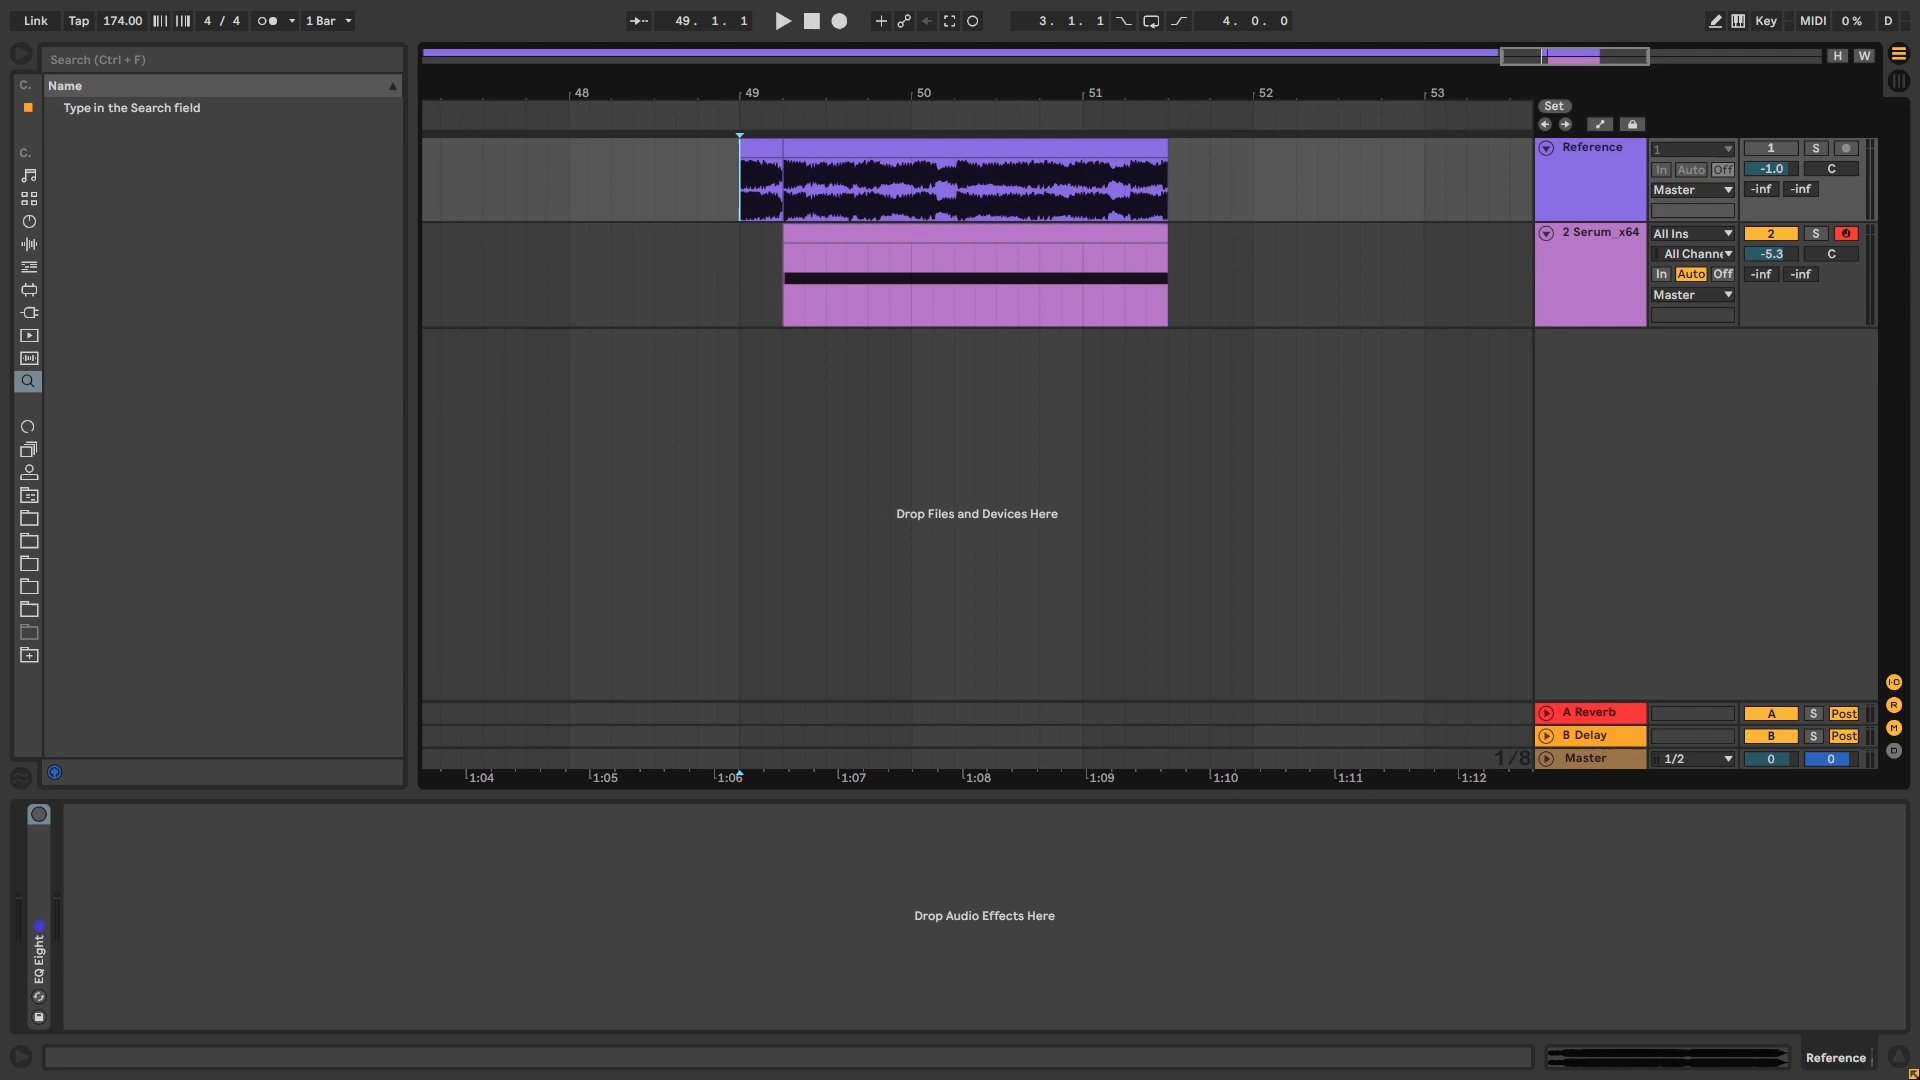 Link Tap 174.00 4 / 4 1 Bar 49. 1. 1 3. 1. 1 4. 0. 0 Key MIDI 0 % D
Search (Ctrl + F)
H W
C. Name
Type in the Search field
C.
48 49 50 51 52 53
Set
Reference 1 1 S
In Auto Off -1.0 C
Master -inf -inf
2 Serum_x64 All Ins 2 S
All Channe -5.3 C
In Auto Off -inf -inf
Master
Drop Files and Devices Here
A Reverb A S Post
B Delay B S Post
1/8 Master 1/2 0 0
R
M
D
1:04 1:05 1:06 1:07 1:08 1:09 1:10 1:11 1:12
EQ Eight
Drop Audio Effects Here
Reference